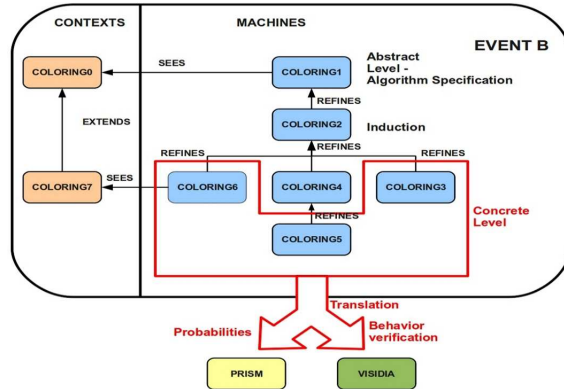 CONTEXTS
MACHINES
EVENT B
COLORING0
SEES
COLORING1
Abstract
Level -
Algorithm Specification
REFINES
COLORING2
Induction
EXTENDS
REFINES
REFINES
REFINES
COLORING7
SEES
COLORING6
COLORING4
COLORING3
REFINES
Concrete
Level
COLORING5
Translation
Probabilities
Behavior
verification
PRISM
VISIDIA